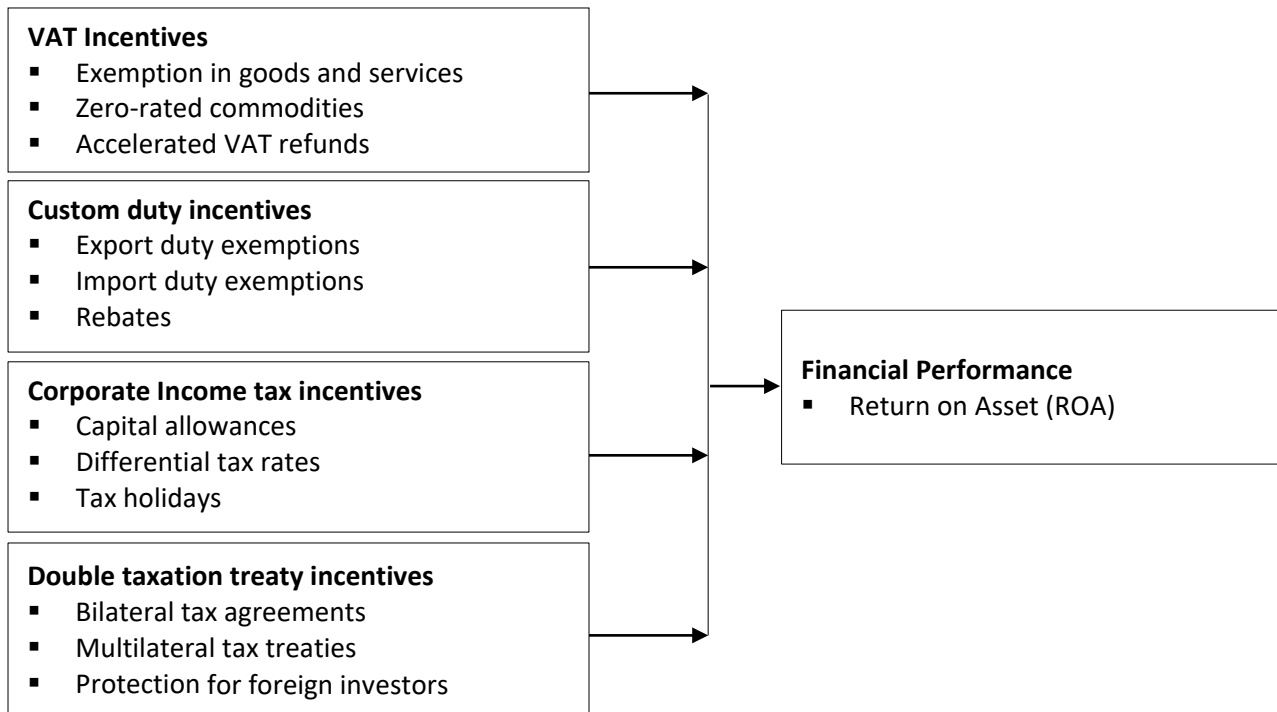 VAT Incentives
▪ Exemption in goods and services
▪ Zero-rated commodities
▪ Accelerated VAT refunds
Custom duty incentives
▪ Export duty exemptions
▪ Import duty exemptions
▪ Rebates
Corporate Income tax incentives
▪ Capital allowances
▪ Differential tax rates
▪ Tax holidays
Double taxation treaty incentives
▪ Bilateral tax agreements
▪ Multilateral tax treaties
▪ Protection for foreign investors
Financial Performance
▪ Return on Asset (ROA)